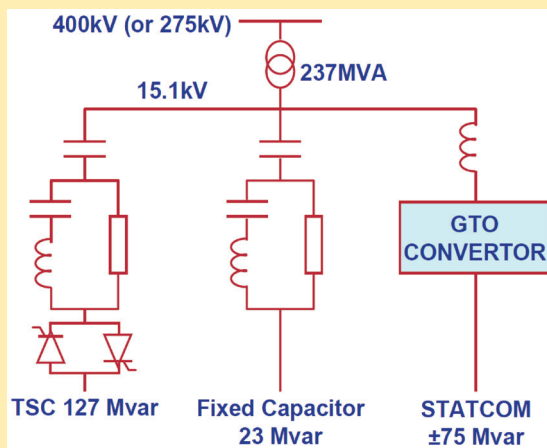 400kV (or 275kV)
237MVA
15.1kV
GTO
CONVERTOR
TSC 127 Mvar
Fixed Capacitor
23 Mvar
STATCOM
±75 Mvar